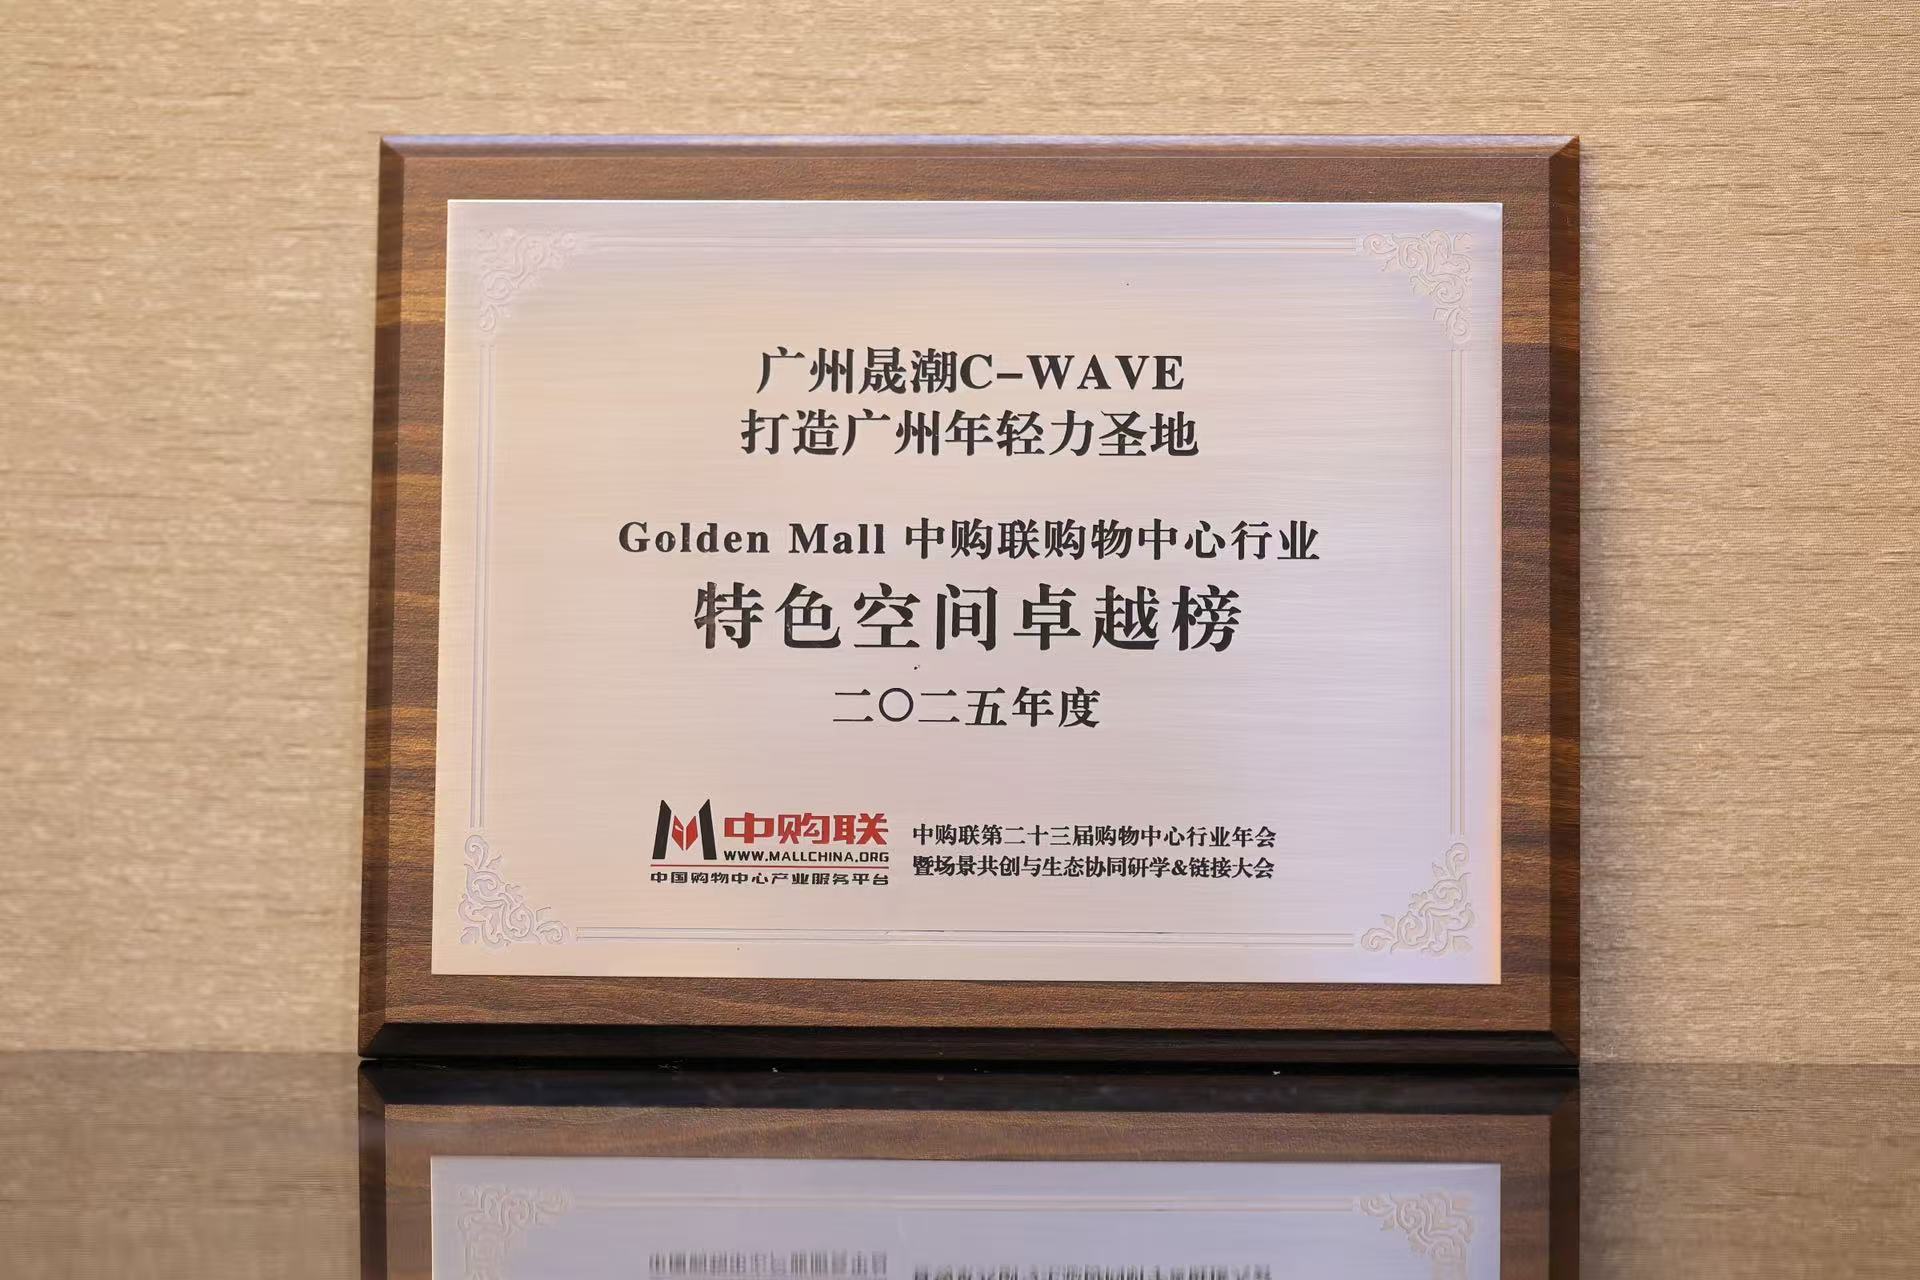 广州晟潮C-WAVE
打造广州年轻力圣地
Golden Mall 中购联购物中心行业
特色空间卓越榜
二〇二五年度
中购联
WWW.MALLCHINA.ORG
中国购物中心产业服务平台
中购联第二十三届购物中心行业年会
暨场景共创与生态协同研学&链接大会